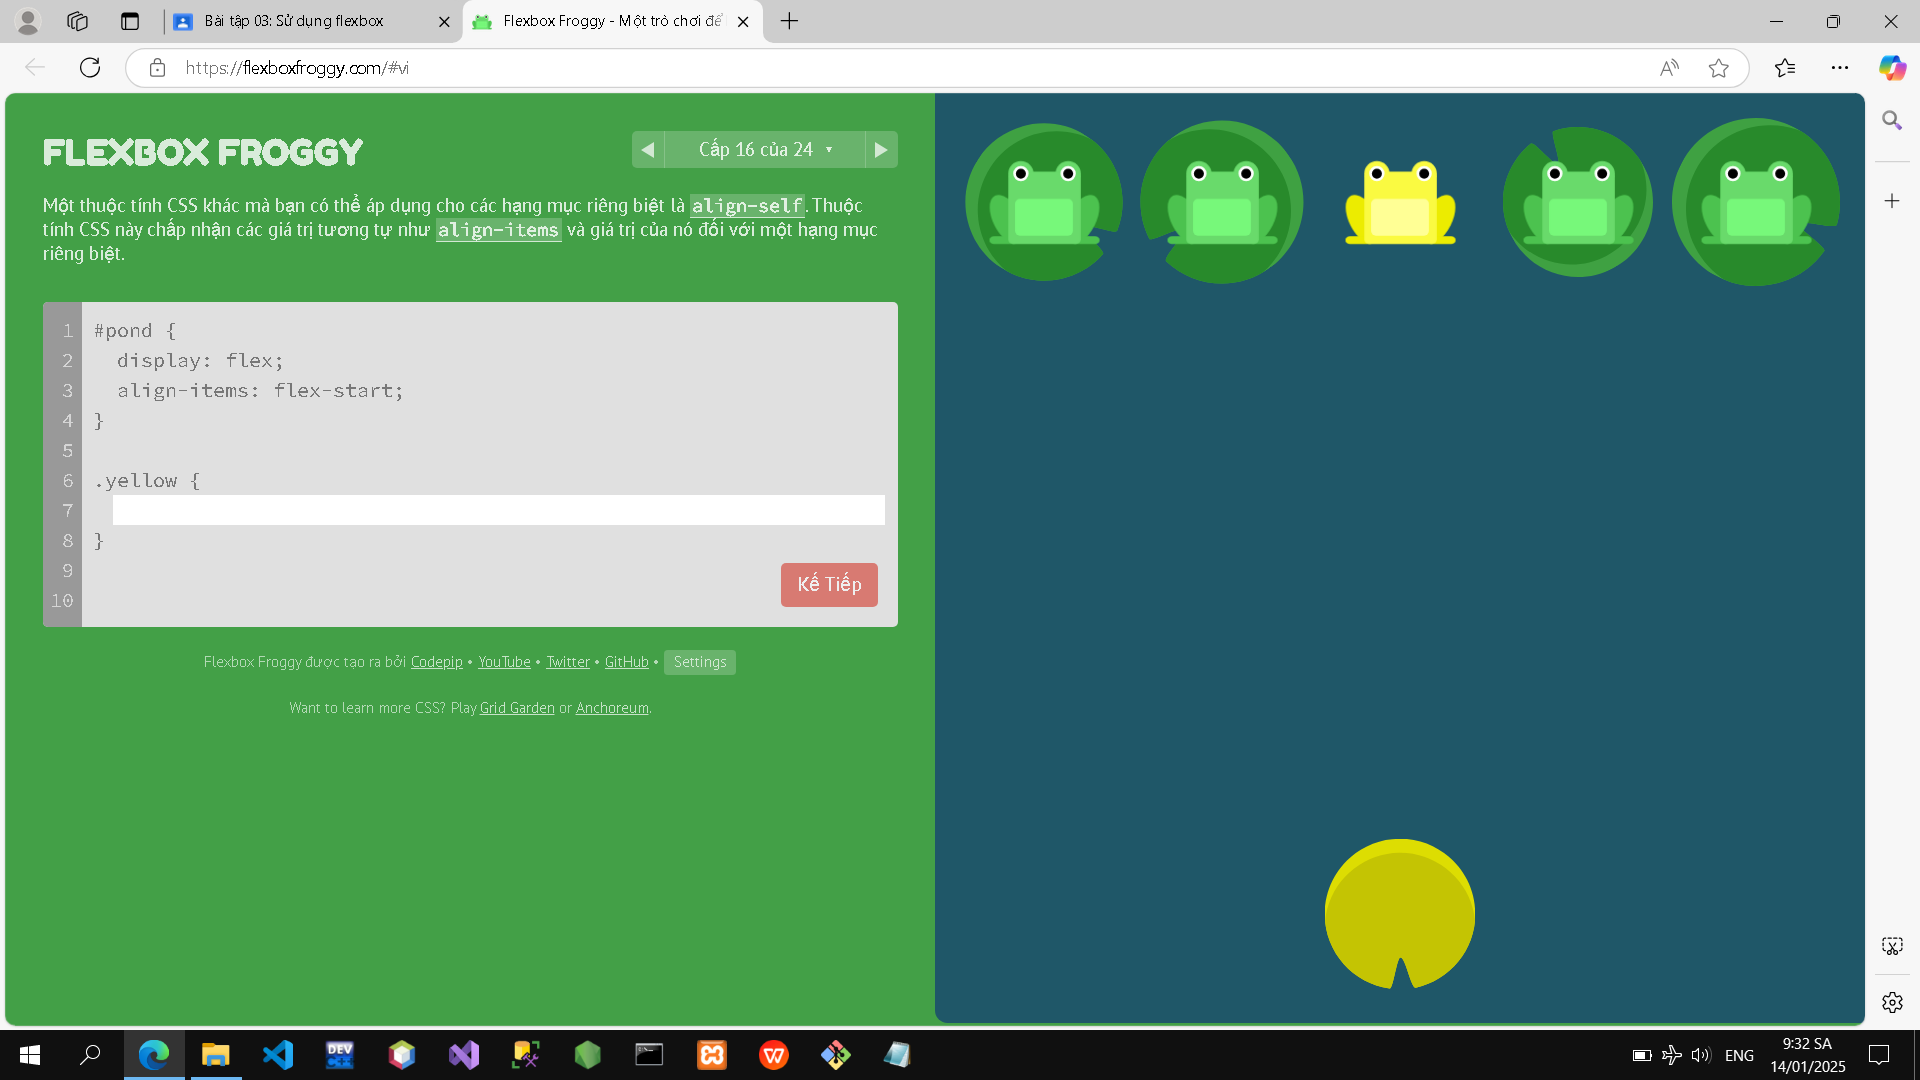 Bài tập 03: Sử dụng flexbox
Flexbox Froggy - Một trò chơi để
https://flexboxfroggy.com/#vi
FLEXBOX FROGGY
Cấp 16 của 24 ▾
Một thuộc tính CSS khác mà bạn có thể áp dụng cho các hạng mục riêng biệt là align-self. Thuộc
tính CSS này chấp nhận các giá trị tương tự như align-items và giá trị của nó đối với một hạng mục
riêng biệt.
1 #pond {
2 display: flex;
3 align-items: flex-start;
4 }
5
6 .yellow {
7
8 }
9
10
Kế Tiếp
Flexbox Froggy được tạo ra bởi Codepip • YouTube • Twitter • GitHub • Settings
Want to learn more CSS? Play Grid Garden or Anchoreum.
DEV
C++
ENG
9:32 SA
14/01/2025